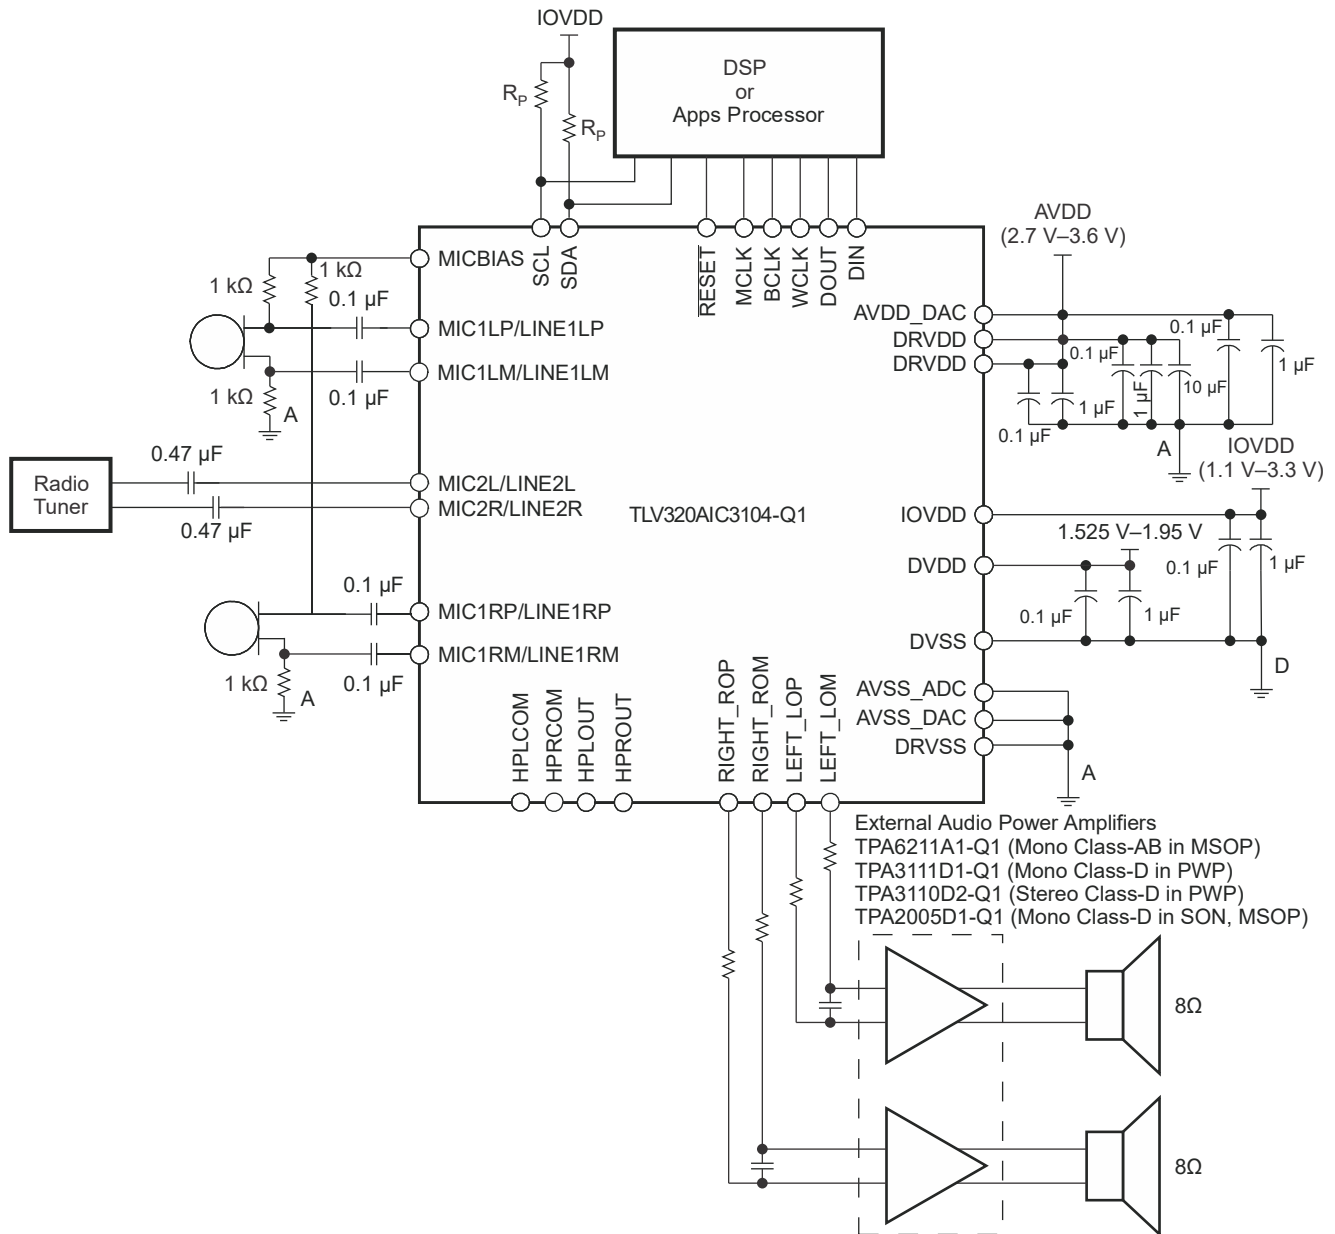 IOVDD
DSP
or
Apps Processor
RP
RP
SCL
SDA
RESET
MCLK
BCLK
WCLK
DOUT
DIN
AVDD
(2.7 V–3.6 V)
MICBIAS
1 kΩ
1 kΩ
0.1 µF
MIC1LP/LINE1LP
MIC1LM/LINE1LM
1 kΩ
0.1 µF
A
AVDD_DAC
DRVDD
DRVDD
0.1 µF
0.1 µF
1 µF
10 µF
1 µF
1 µF
0.1 µF
A
Radio
Tuner
0.47 µF
0.47 µF
MIC2L/LINE2L
MIC2R/LINE2R
TLV320AIC3104-Q1
IOVDD
(1.1 V–3.3 V)
IOVDD
1.525 V–1.95 V
DVDD
0.1 µF
1 µF
0.1 µF
1 µF
DVSS
D
0.1 µF
MIC1RP/LINE1RP
MIC1RM/LINE1RM
1 kΩ
0.1 µF
A
AVSS_ADC
AVSS_DAC
DRVSS
A
HPLCOM
HPRCOM
HPLOUT
HPROUT
RIGHT_ROP
RIGHT_ROM
LEFT_LOP
LEFT_LOM
External Audio Power Amplifiers
TPA6211A1-Q1 (Mono Class-AB in MSOP)
TPA3111D1-Q1 (Mono Class-D in PWP)
TPA3110D2-Q1 (Stereo Class-D in PWP)
TPA2005D1-Q1 (Mono Class-D in SON, MSOP)
8Ω
8Ω